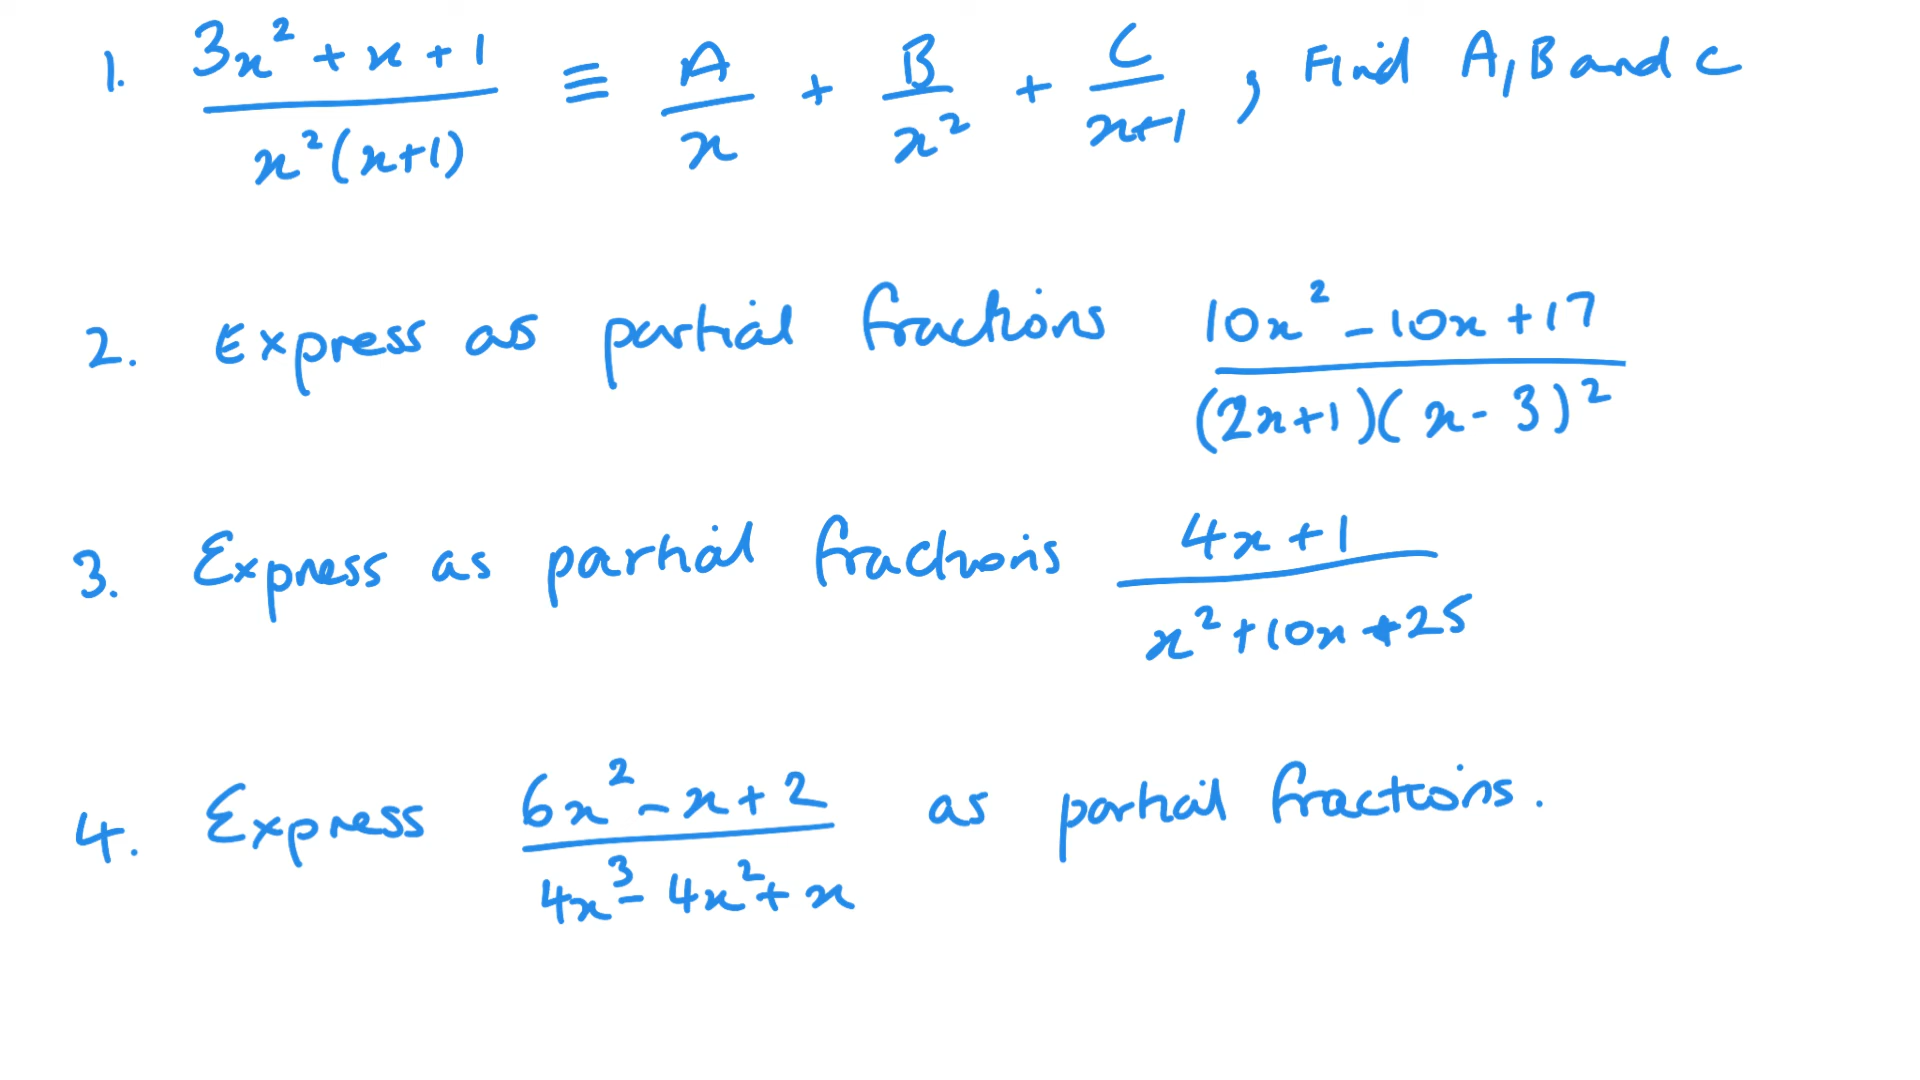 1. (3x² + x + 1)/(x²(x+1)) ≡ A/x + B/x² + C/(x+1) , Find A, B and C
2. Express as partial fractions (10x² - 10x + 17)/((2x+1)(x-3)²)
3. Express as partial fractions (4x+1)/(x²+10x+25)
4. Express (6x² - x + 2)/(4x³ - 4x² + x) as partial fractions.